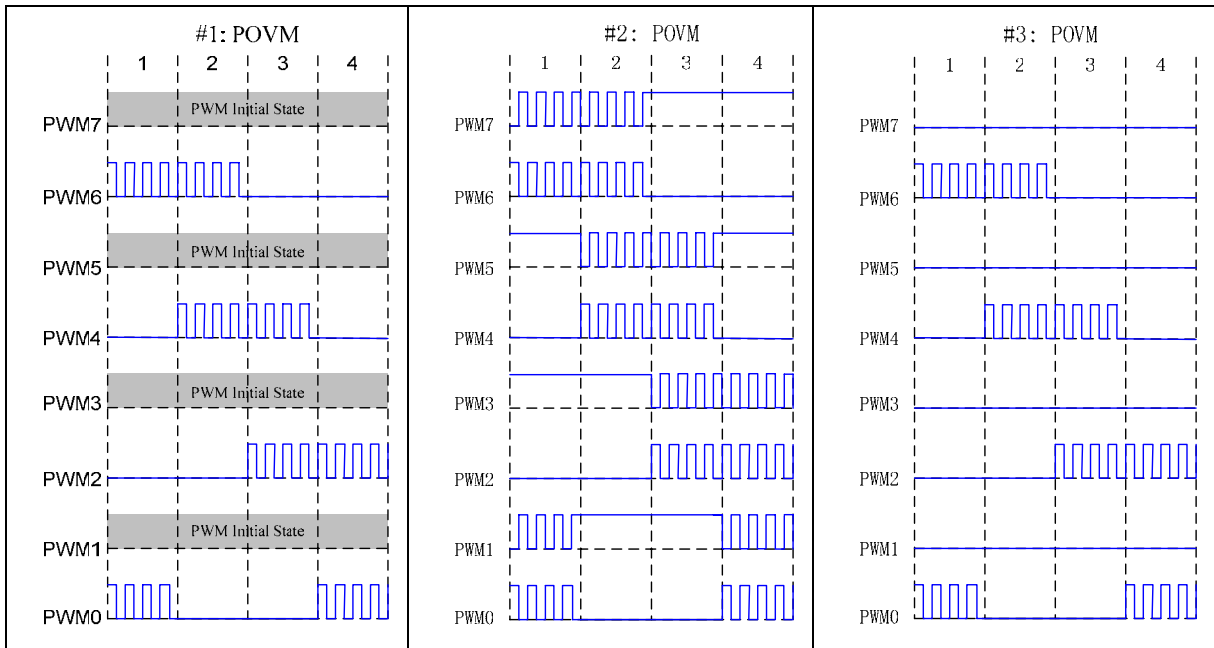 #1: POVM
1 2 3 4
PWM7 PWM Initial State
PWM6
PWM5 PWM Initial State
PWM4
PWM3 PWM Initial State
PWM2
PWM1 PWM Initial State
PWM0
#2: POVM
1 2 3 4
PWM7
PWM6
PWM5
PWM4
PWM3
PWM2
PWM1
PWM0
#3: POVM
1 2 3 4
PWM7
PWM6
PWM5
PWM4
PWM3
PWM2
PWM1
PWM0